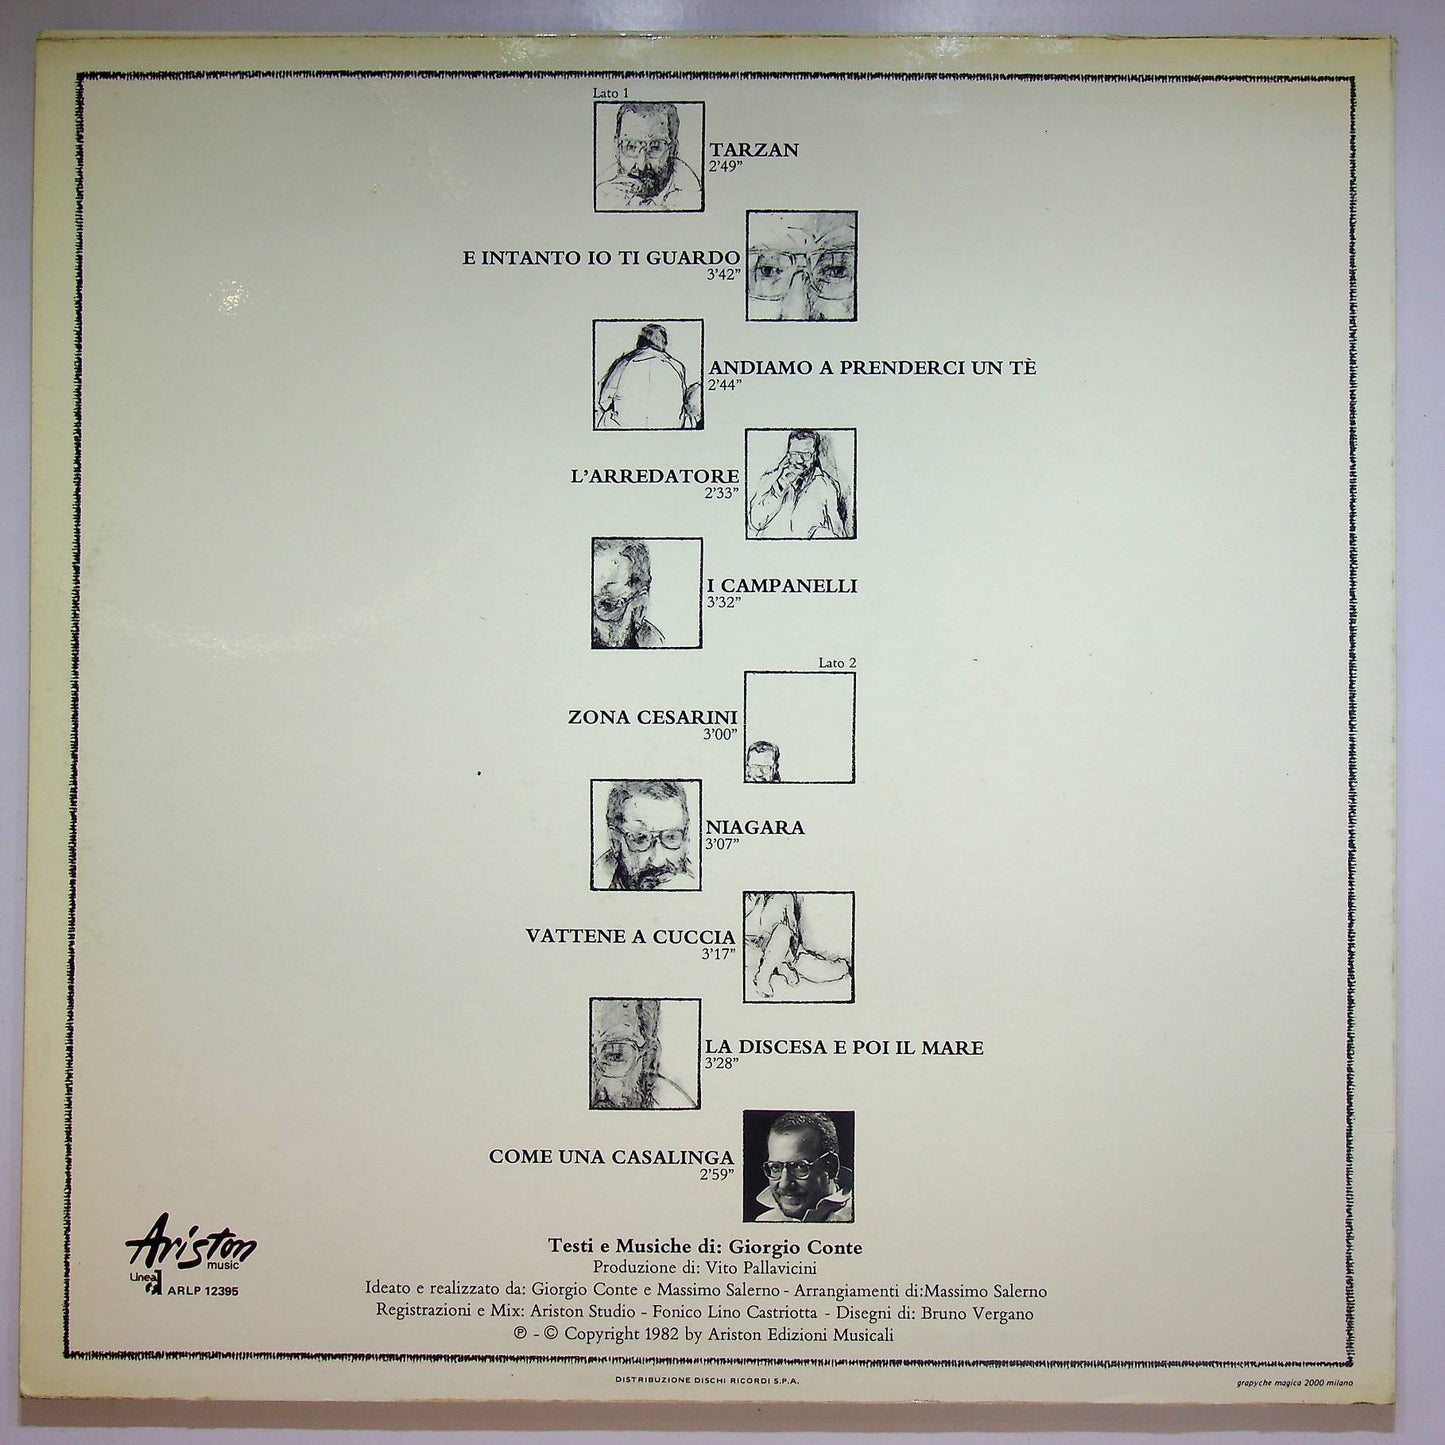 Lato 1
TARZAN
2'49"
E INTANTO IO TI GUARDO
3'42"
ANDIAMO A PRENDERCI UN TÈ
2'44"
L'ARREDATORE
2'33"
I CAMPANELLI
3'32"
Lato 2
ZONA CESARINI
3'00"
NIAGARA
3'07"
VATTENE A CUCCIA
3'17"
LA DISCESA E POI IL MARE
3'28"
COME UNA CASALINGA
2'59"
Ariston
music
Linea
ARLP 12395
Testi e Musiche di: Giorgio Conte
Produzione di: Vito Pallavicini
Ideato e realizzato da: Giorgio Conte e Massimo Salerno - Arrangiamenti di:Massimo Salerno
Registrazioni e Mix: Ariston Studio - Fonico Lino Castriotta - Disegni di: Bruno Vergano
℗ - © Copyright 1982 by Ariston Edizioni Musicali
DISTRIBUZIONE DISCHI RICORDI S.P.A.
grapyche magica 2000 milano